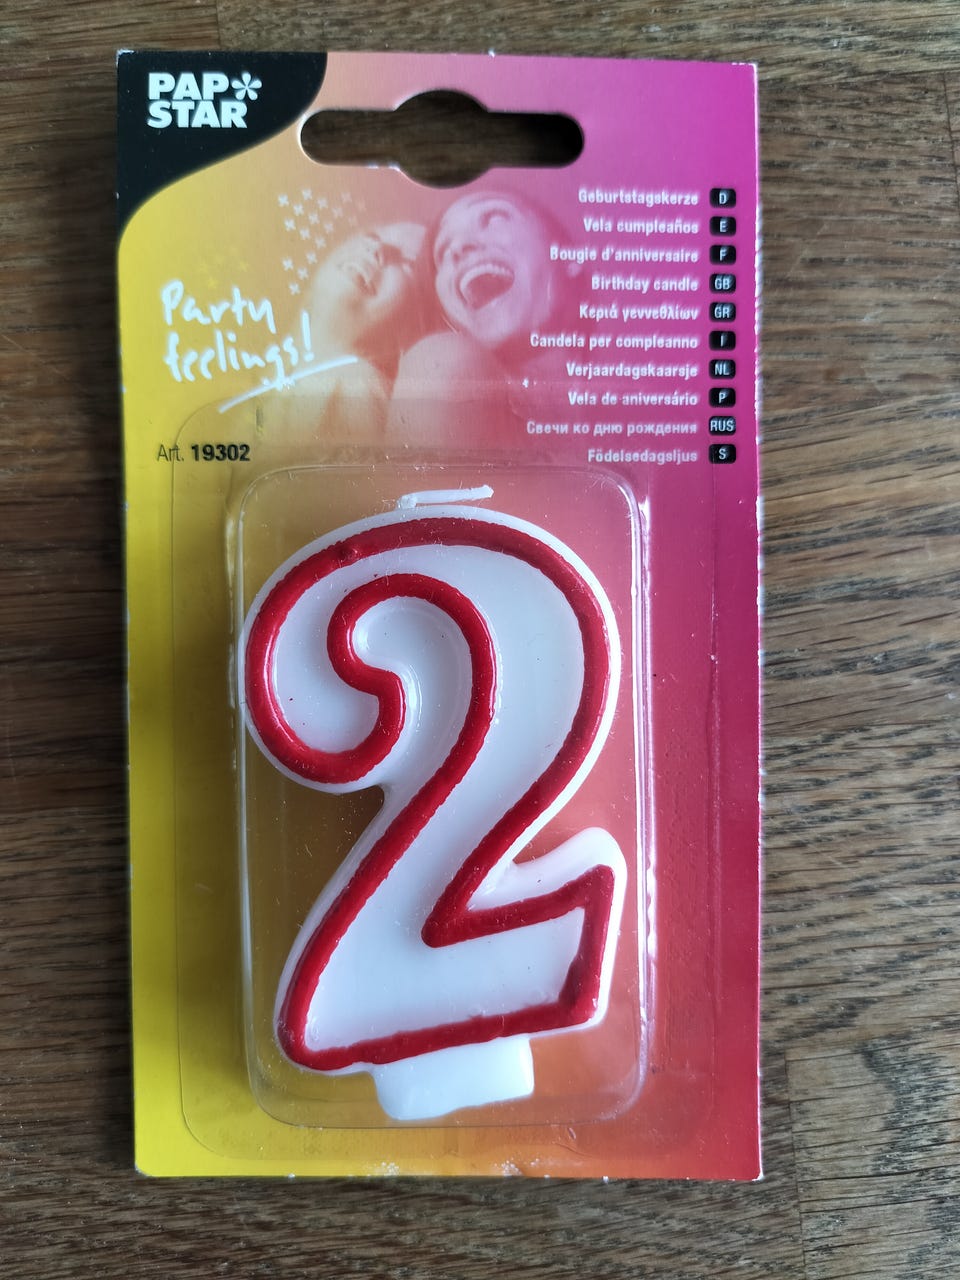 PAP*
STAR
Geburtstagskerze D
Vela cumpleaños E
Bougie d'anniversaire F
Birthday candle GB
Κεριά γεννεθλίων GR
Candela per compleanno I
Verjaardagskaarsje NL
Vela de aniversário P
Свечи ко дню рождения RUS
Födelsedagsljus S
Party
feelings!
Art. 19302
2